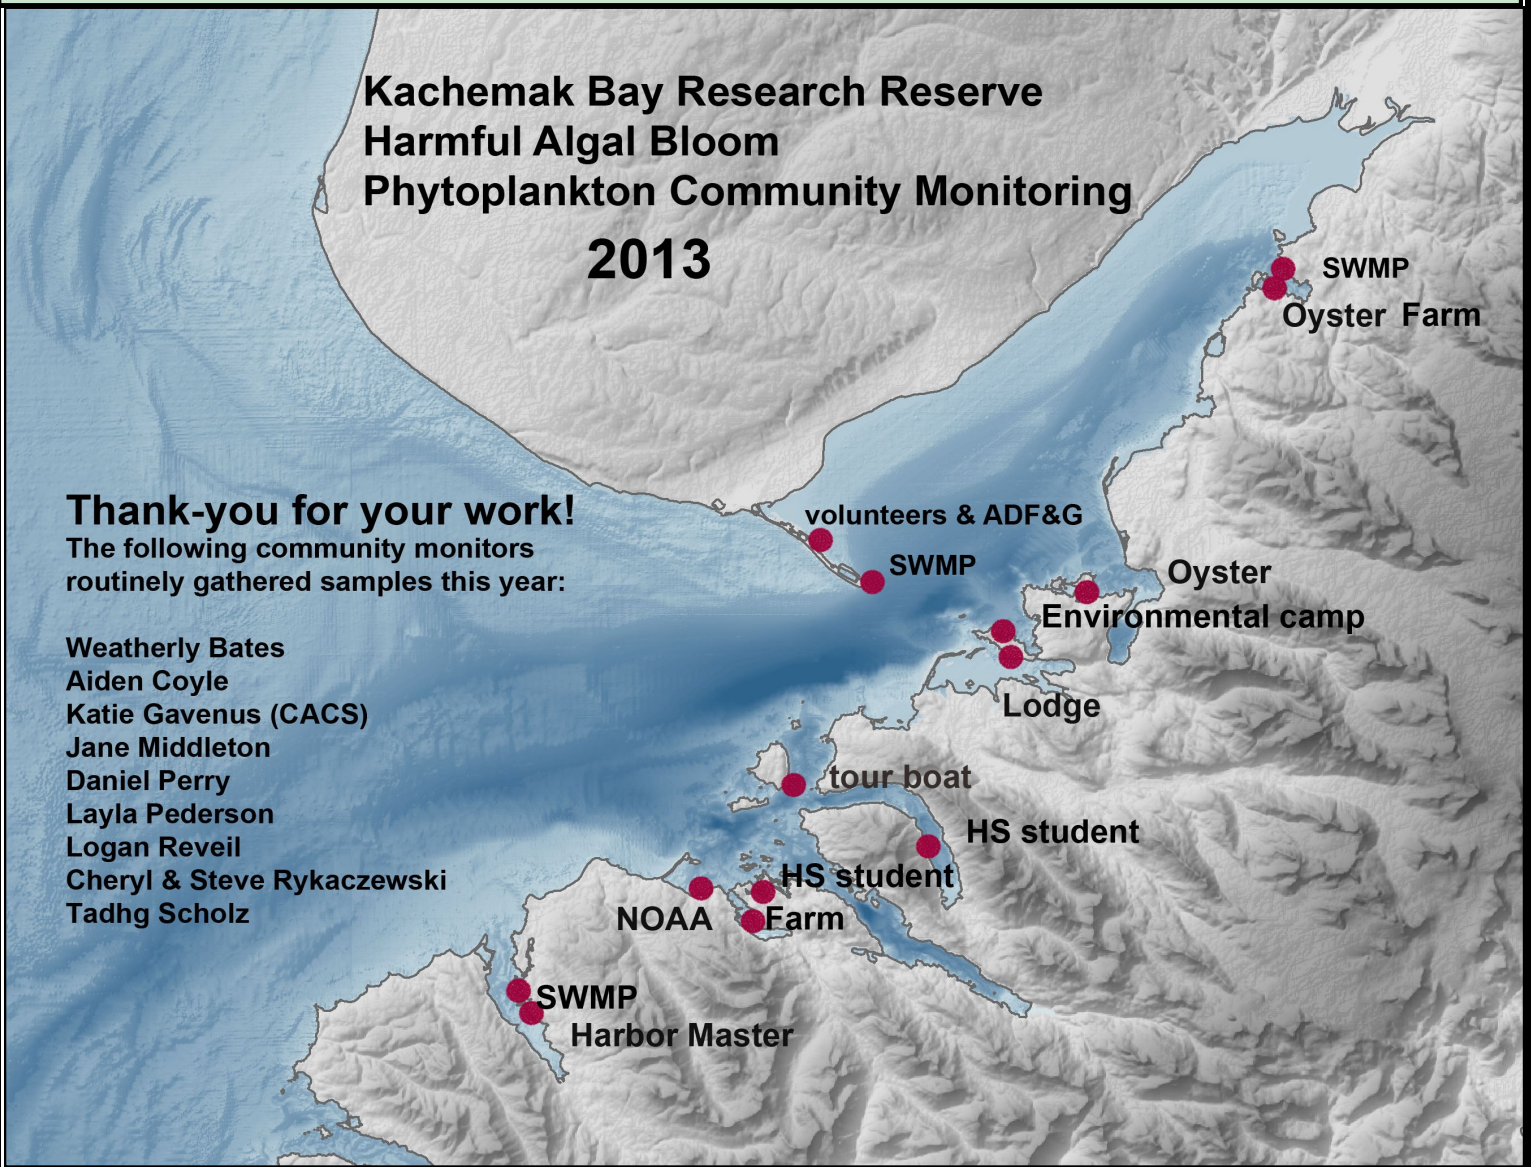 Kachemak Bay Research Reserve
Harmful Algal Bloom
Phytoplankton Community Monitoring
2013
SWMP
Oyster Farm
Thank-you for your work!
The following community monitors
routinely gathered samples this year:
Weatherly Bates
Aiden Coyle
Katie Gavenus (CACS)
Jane Middleton
Daniel Perry
Layla Pederson
Logan Reveil
Cheryl & Steve Rykaczewski
Tadhg Scholz
volunteers & ADF&G
SWMP
Oyster
Environmental camp
Lodge
tour boat
HS student
HS student
NOAA
Farm
SWMP
Harbor Master